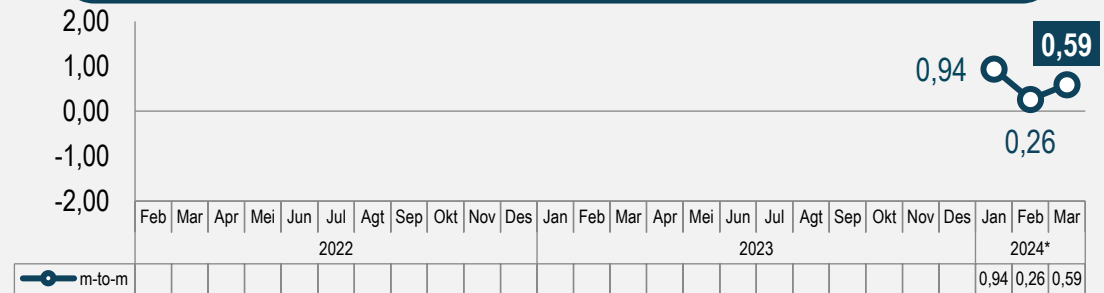 2,00
1,00
0,00
-1,00
-2,00
0,94
0,26
0,59
Feb Mar Apr Mei Jun Jul Agt Sep Okt Nov Des Jan Feb Mar Apr Mei Jun Jul Agt Sep Okt Nov Des Jan Feb Mar
2022 2023 2024*
m-to-m 0,94 0,26 0,59